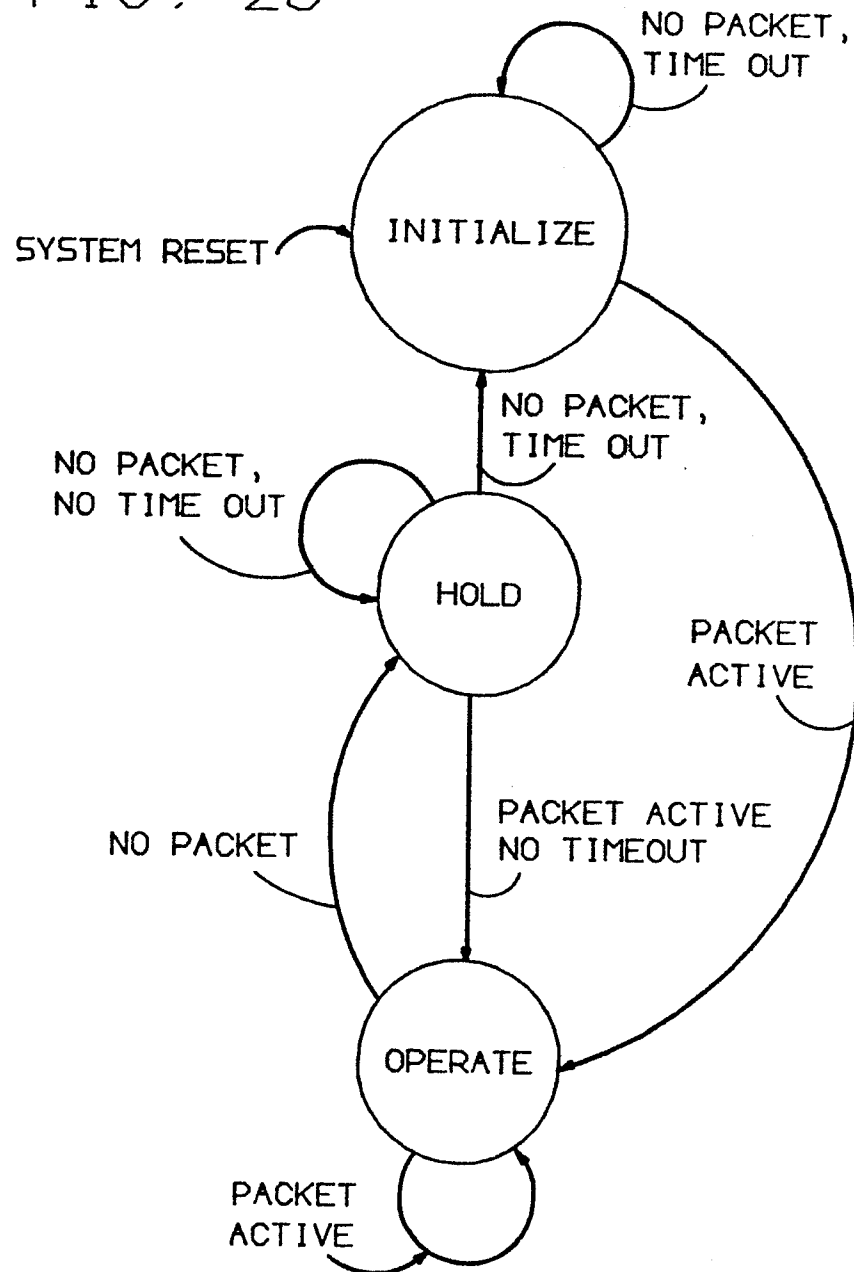 NO PACKET,
TIME OUT
INITIALIZE
SYSTEM RESET
NO PACKET,
TIME OUT
NO PACKET,
NO TIME OUT
HOLD
PACKET
ACTIVE
PACKET ACTIVE
NO TIMEOUT
NO PACKET
OPERATE
PACKET
ACTIVE